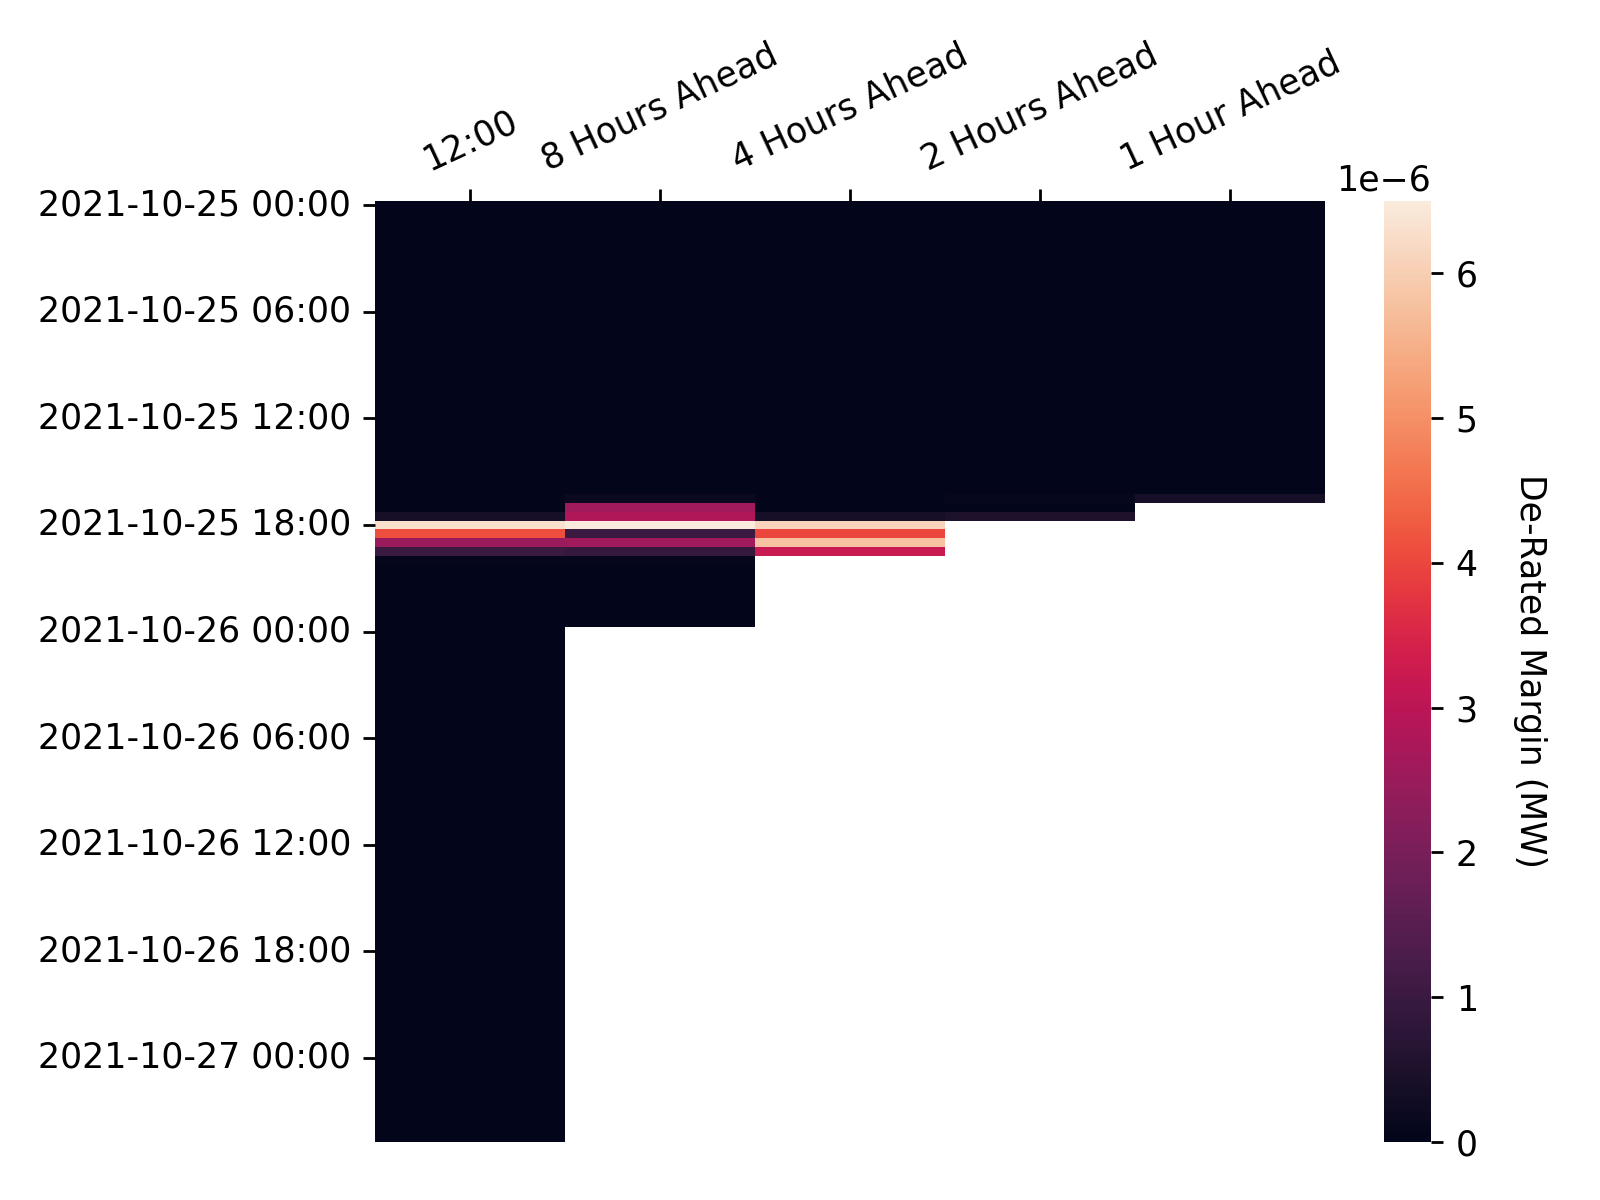 12:00
8 Hours Ahead
4 Hours Ahead
2 Hours Ahead
1 Hour Ahead
1e−6
2021-10-25 00:00
2021-10-25 06:00
2021-10-25 12:00
2021-10-25 18:00
2021-10-26 00:00
2021-10-26 06:00
2021-10-26 12:00
2021-10-26 18:00
2021-10-27 00:00
6
5
4
3
2
1
0
De-Rated Margin (MW)